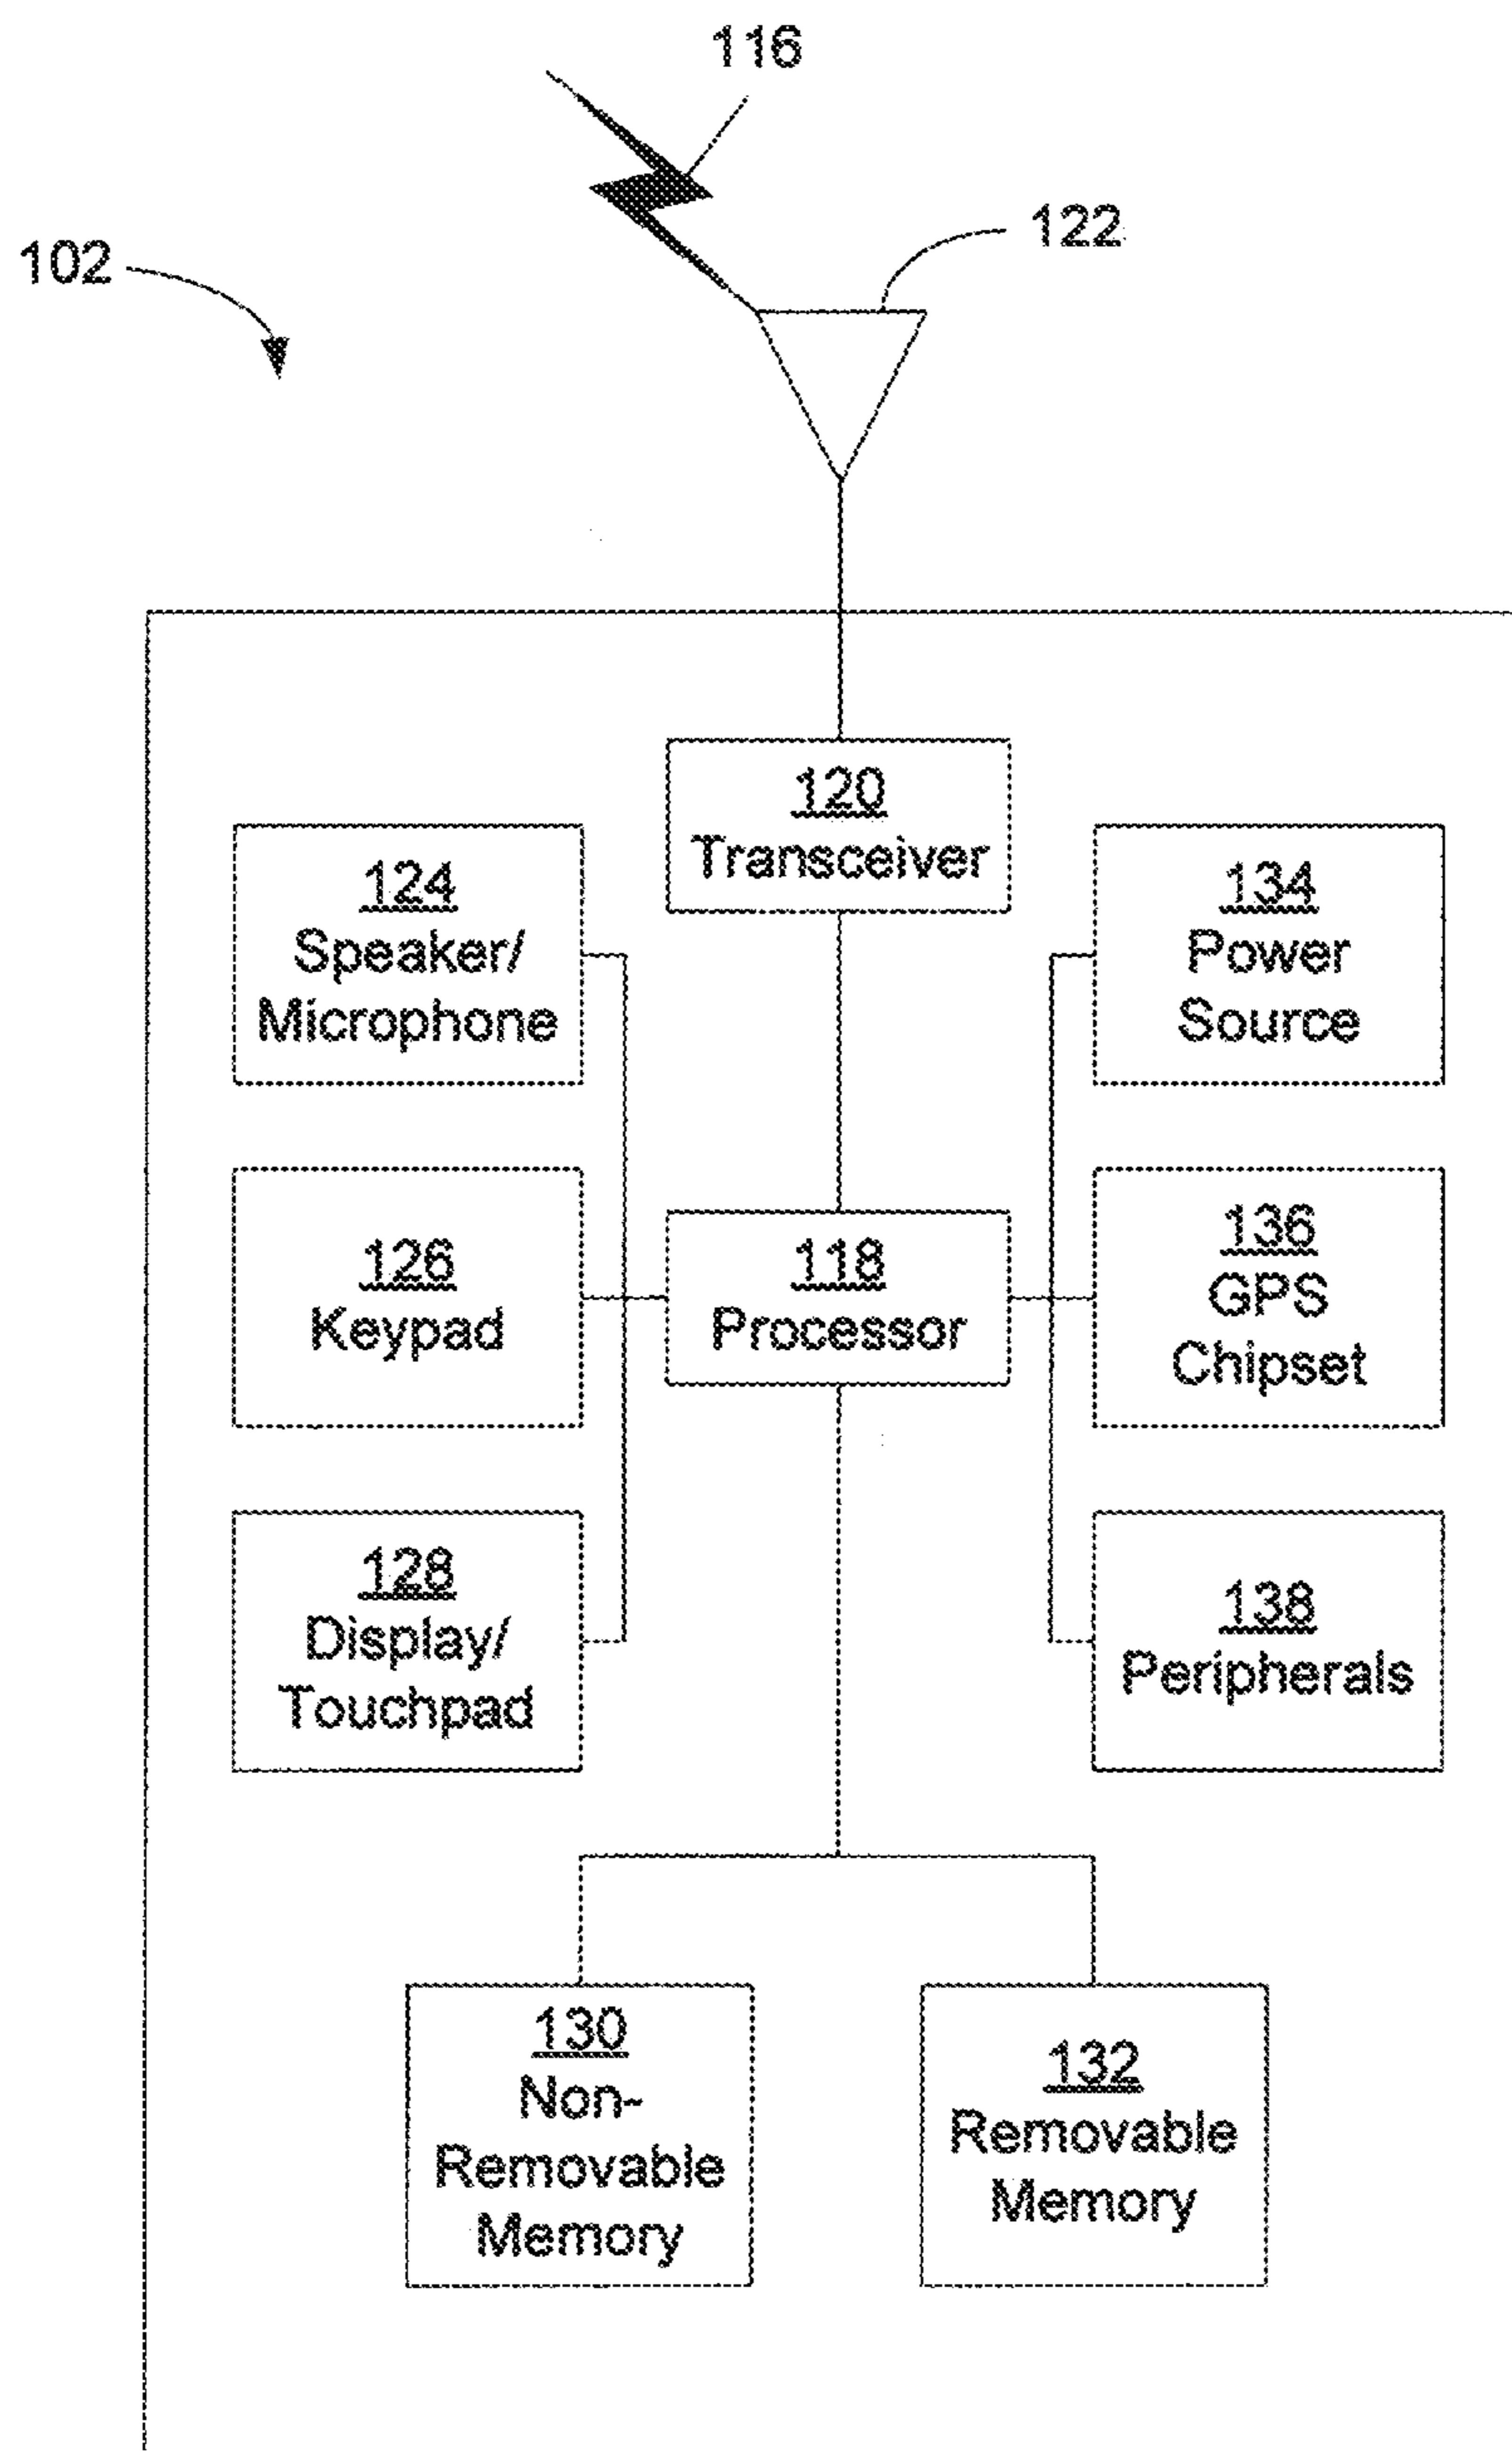 116
122
102
120
Transceiver
124
Speaker/
Microphone
134
Power
Source
126
Keypad
118
Processor
136
GPS
Chipset
128
Display/
Touchpad
138
Peripherals
130
Non-
Removable
Memory
132
Removable
Memory